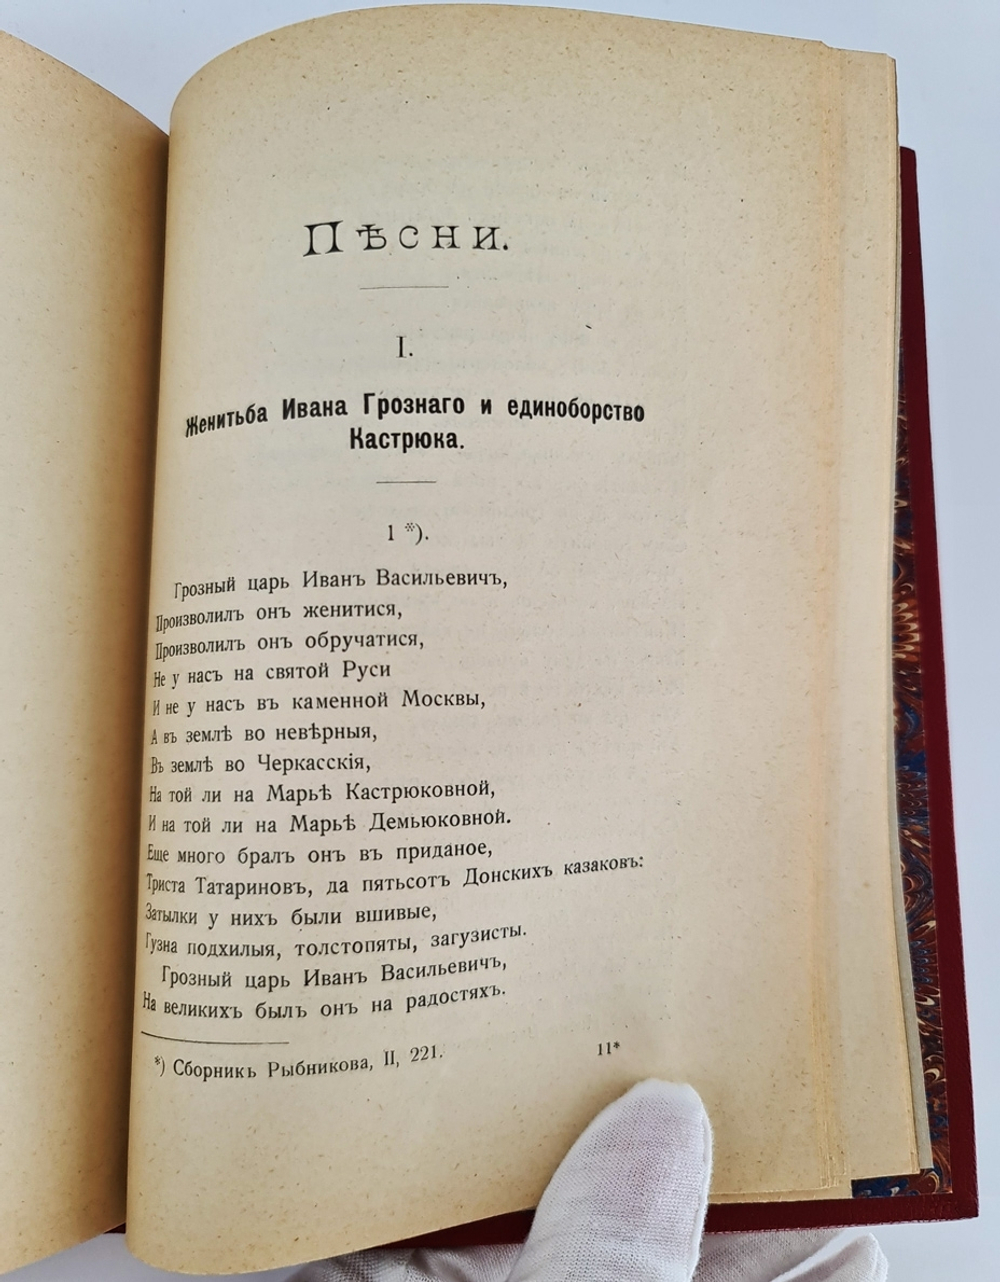 Пѣсни.
I.
Женитьба Ивана Грознаго и единоборство
Кастрюка.
1 *).
Грозный царь Иванъ Васильевичъ,
Произволилъ онъ женитися,
Произволилъ онъ обручатися,
Не у насъ на святой Руси
И не у насъ въ каменной Москвы,
А въ землѣ во невѣрныя,
Въ землѣ во Черкасскія,
На той ли на Марьѣ Кастрюковной,
И на той ли на Марьѣ Демьюковной.
Еще много бралъ онъ въ приданое,
Триста Татариновъ, да пятьсотъ Донскихъ казаковъ:
Затылки у нихъ были вшивые,
Гузна подхилыя, толстопяты, загузисты.
Грозный царь Иванъ Васильевичъ,
На великихъ былъ онъ на радостяхъ.
*) Сборникъ Рыбникова, II, 221.
11*